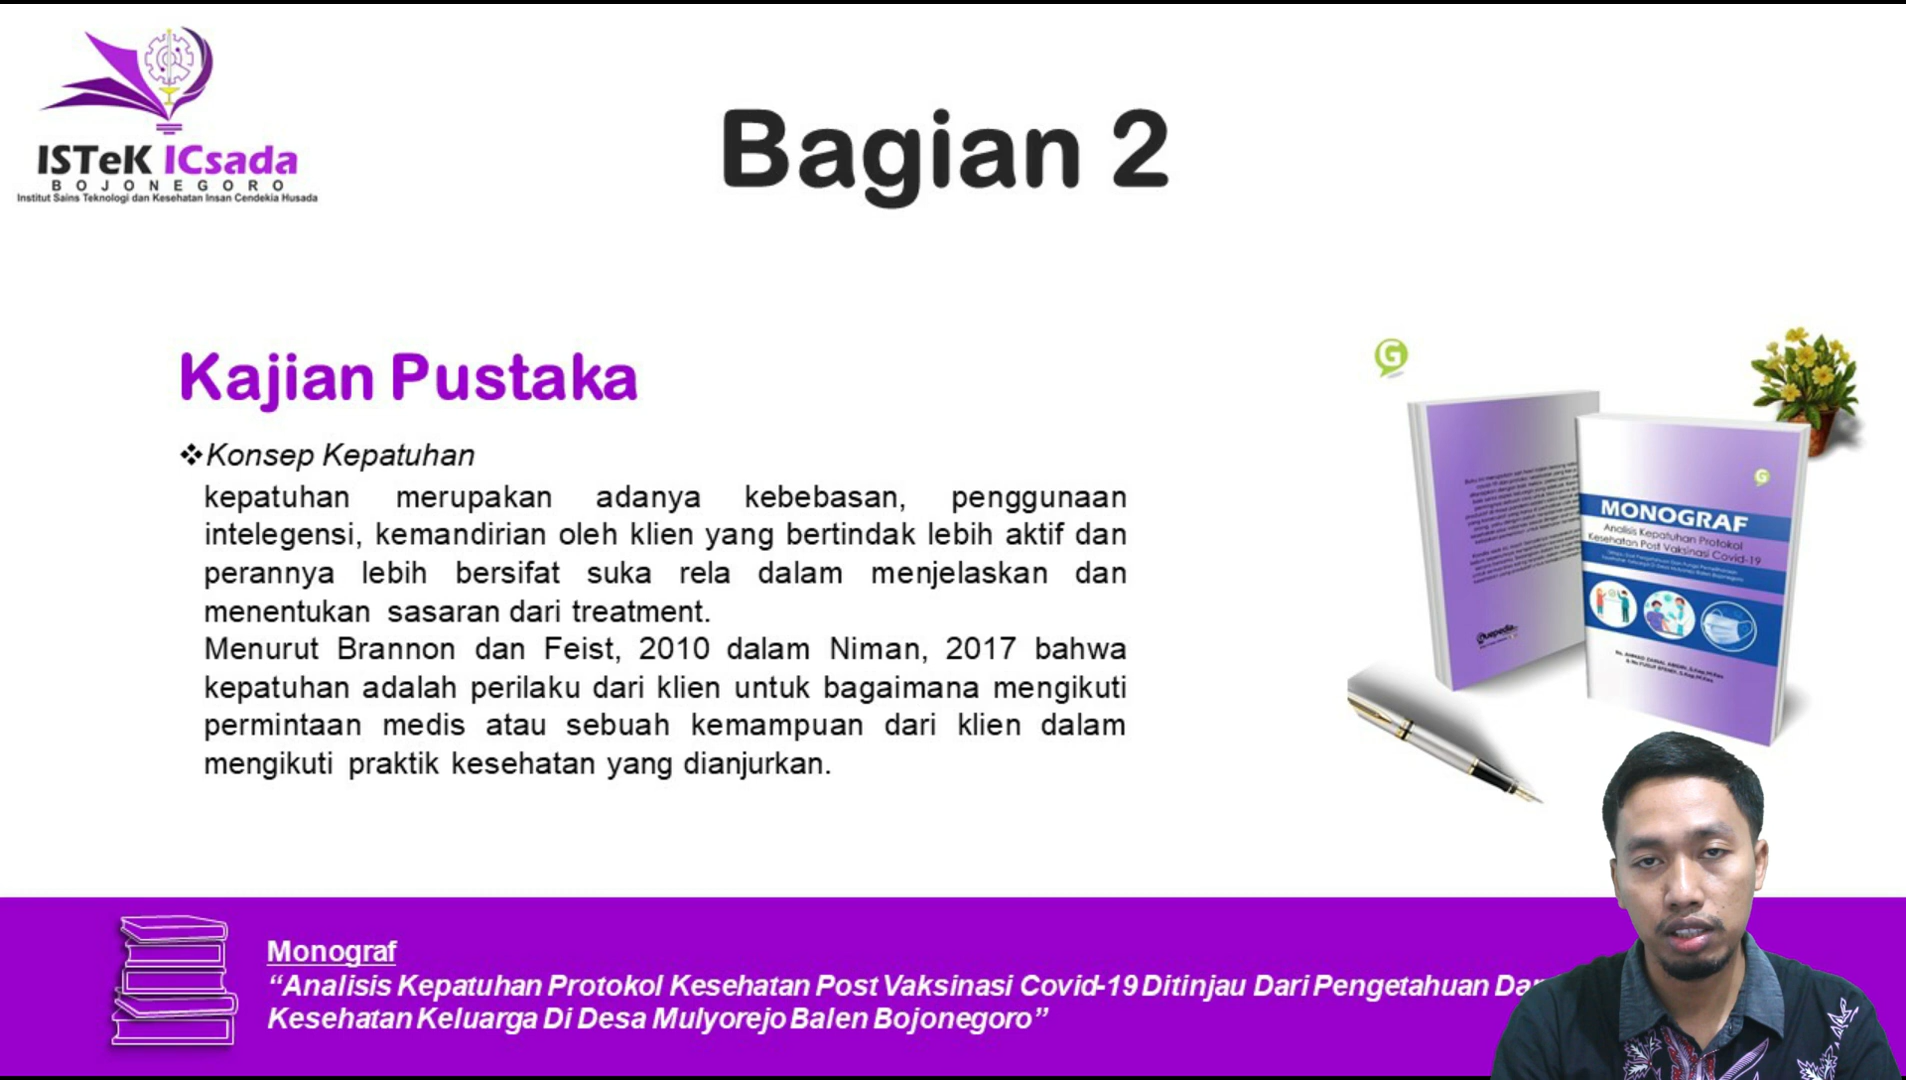 ISTeK ICsada
BOJONEGORO
Institut Sains Teknologi dan Kesehatan Insan Cendekia Husada
Bagian 2
Kajian Pustaka
❖Konsep Kepatuhan
kepatuhan merupakan adanya kebebasan, penggunaan
intelegensi, kemandirian oleh klien yang bertindak lebih aktif dan
perannya lebih bersifat suka rela dalam menjelaskan dan
menentukan sasaran dari treatment.
Menurut Brannon dan Feist, 2010 dalam Niman, 2017 bahwa
kepatuhan adalah perilaku dari klien untuk bagaimana mengikuti
permintaan medis atau sebuah kemampuan dari klien dalam
mengikuti praktik kesehatan yang dianjurkan.
G
G
MONOGRAF
Analisis Kepatuhan Protokol
Kesehatan Post Vaksinasi Covid-19
Guepedia
Monograf
“Analisis Kepatuhan Protokol Kesehatan Post Vaksinasi Covid-19 Ditinjau Dari Pengetahuan Dan
Kesehatan Keluarga Di Desa Mulyorejo Balen Bojonegoro”